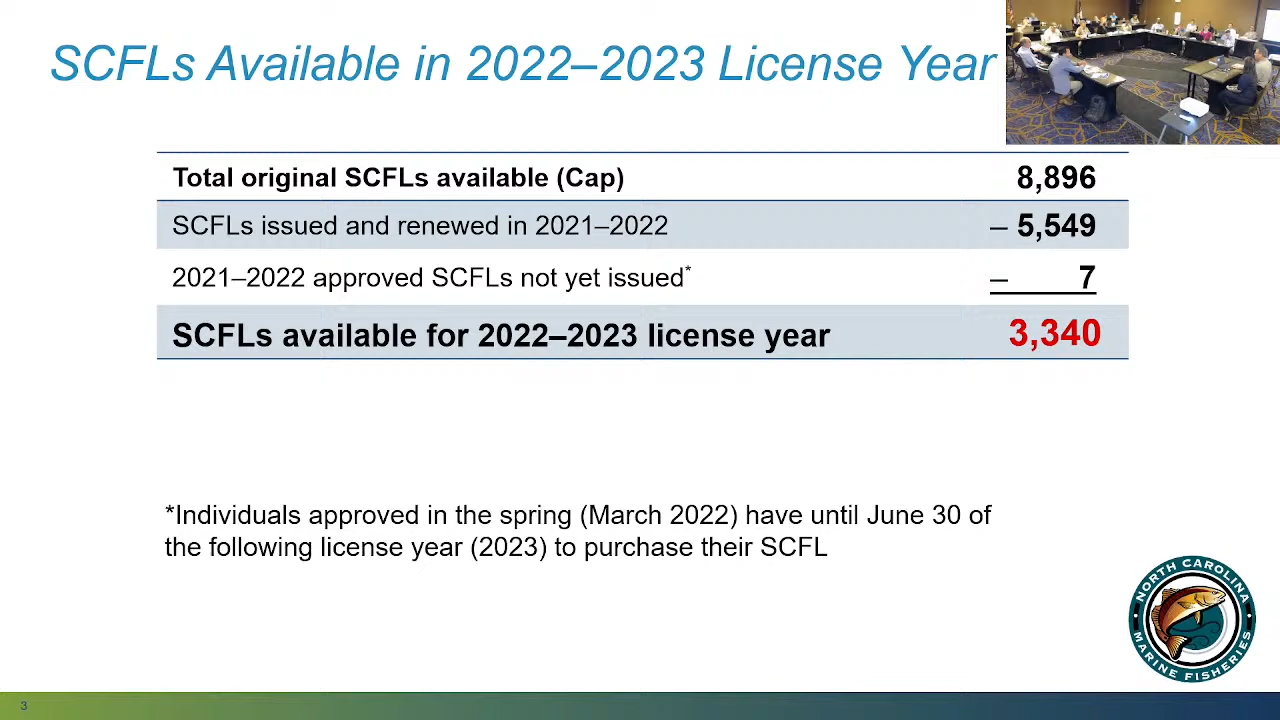 SCFLs Available in 2022–2023 License Year
Total original SCFLs available (Cap) 8,896
SCFLs issued and renewed in 2021–2022 – 5,549
2021–2022 approved SCFLs not yet issued* – 7
SCFLs available for 2022–2023 license year 3,340
*Individuals approved in the spring (March 2022) have until June 30 of
the following license year (2023) to purchase their SCFL
NORTH CAROLINA
MARINE FISHERIES
3